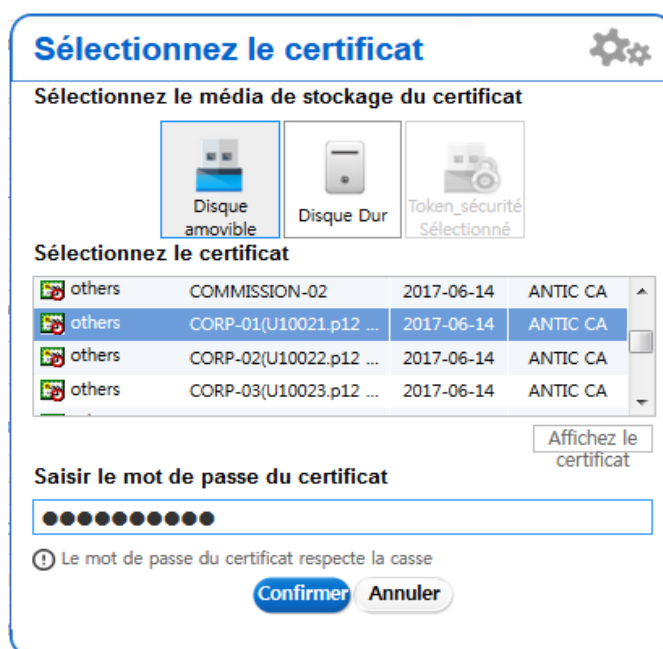 Sélectionnez le certificat
Sélectionnez le média de stockage du certificat
Disque amovible
Disque Dur
Token_sécurité Sélectionné
Sélectionnez le certificat
others COMMISSION-02 2017-06-14 ANTIC CA
others CORP-01(U10021.p12 ... 2017-06-14 ANTIC CA
others CORP-02(U10022.p12 ... 2017-06-14 ANTIC CA
others CORP-03(U10023.p12 ... 2017-06-14 ANTIC CA
Affichez le certificat
Saisir le mot de passe du certificat
●●●●●●●●●●
Le mot de passe du certificat respecte la casse
Confirmer Annuler